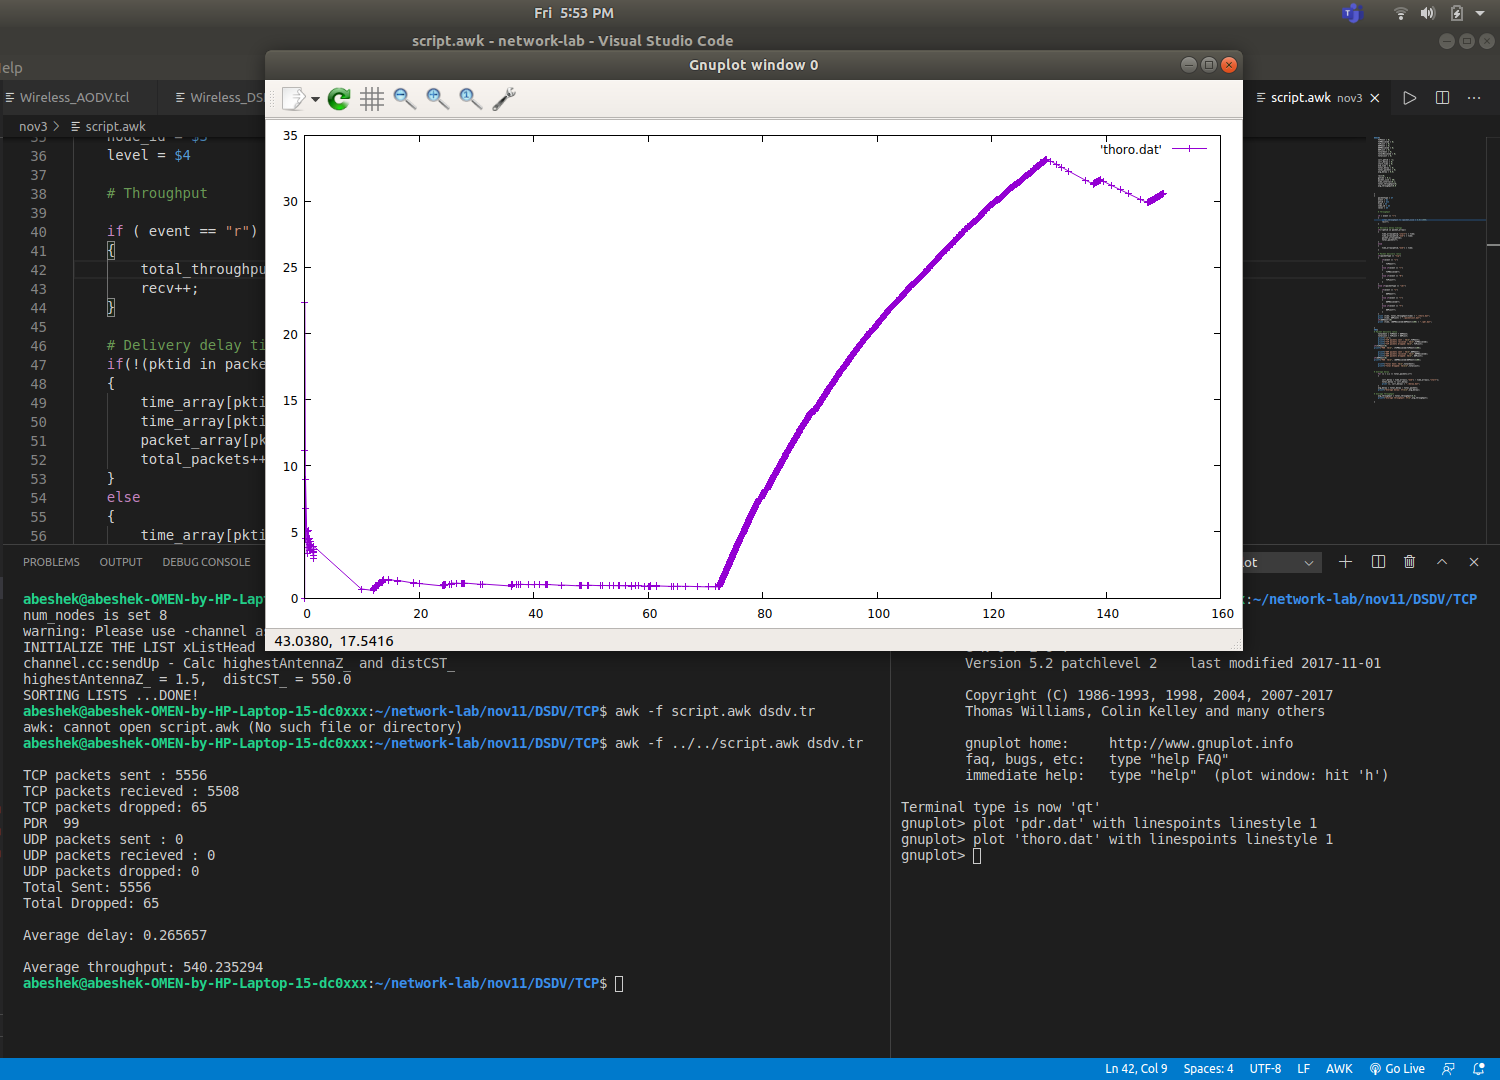 Fri 5:53 PM
script.awk - network-lab - Visual Studio Code
elp
Gnuplot window 0
Wireless_AODV.tcl
Wireless_DS
script.awk nov3
nov3 > script.awk
36 level = $4
37
38 # Throughput
39
40 if ( event == "r")
41 {
42 total_throughpu
43 recv++;
44 }
45
46 # Delivery delay ti
47 if(!(pktid in packe
48 {
49 time_array[pkti
50 time_array[pkti
51 packet_array[pk
52 total_packets++
53 }
54 else
55 {
56 time_array[pkti
'thoro.dat'
35
30
25
20
15
10
5
0
0 20 40 60 80 100 120 140 160
43.0380, 17.5416
PROBLEMS OUTPUT DEBUG CONSOLE
ot
abeshek@abeshek-OMEN-by-HP-Lapt
num_nodes is set 8
warning: Please use -channel a
INITIALIZE THE LIST xListHead
channel.cc:sendUp - Calc highestAntennaZ_ and distCST_
highestAntennaZ_ = 1.5, distCST_ = 550.0
SORTING LISTS ...DONE!
abeshek@abeshek-OMEN-by-HP-Laptop-15-dc0xxx:~/network-lab/nov11/DSDV/TCP$ awk -f script.awk dsdv.tr
awk: cannot open script.awk (No such file or directory)
abeshek@abeshek-OMEN-by-HP-Laptop-15-dc0xxx:~/network-lab/nov11/DSDV/TCP$ awk -f ../../script.awk dsdv.tr
TCP packets sent : 5556
TCP packets recieved : 5508
TCP packets dropped: 65
PDR 99
UDP packets sent : 0
UDP packets recieved : 0
UDP packets dropped: 0
Total Sent: 5556
Total Dropped: 65
Average delay: 0.265657
Average throughput: 540.235294
abeshek@abeshek-OMEN-by-HP-Laptop-15-dc0xxx:~/network-lab/nov11/DSDV/TCP$
:~/network-lab/nov11/DSDV/TCP
Version 5.2 patchlevel 2 last modified 2017-11-01
Copyright (C) 1986-1993, 1998, 2004, 2007-2017
Thomas Williams, Colin Kelley and many others
gnuplot home: http://www.gnuplot.info
faq, bugs, etc: type "help FAQ"
immediate help: type "help" (plot window: hit 'h')
Terminal type is now 'qt'
gnuplot> plot 'pdr.dat' with linespoints linestyle 1
gnuplot> plot 'thoro.dat' with linespoints linestyle 1
gnuplot>
Ln 42, Col 9 Spaces: 4 UTF-8 LF AWK Go Live